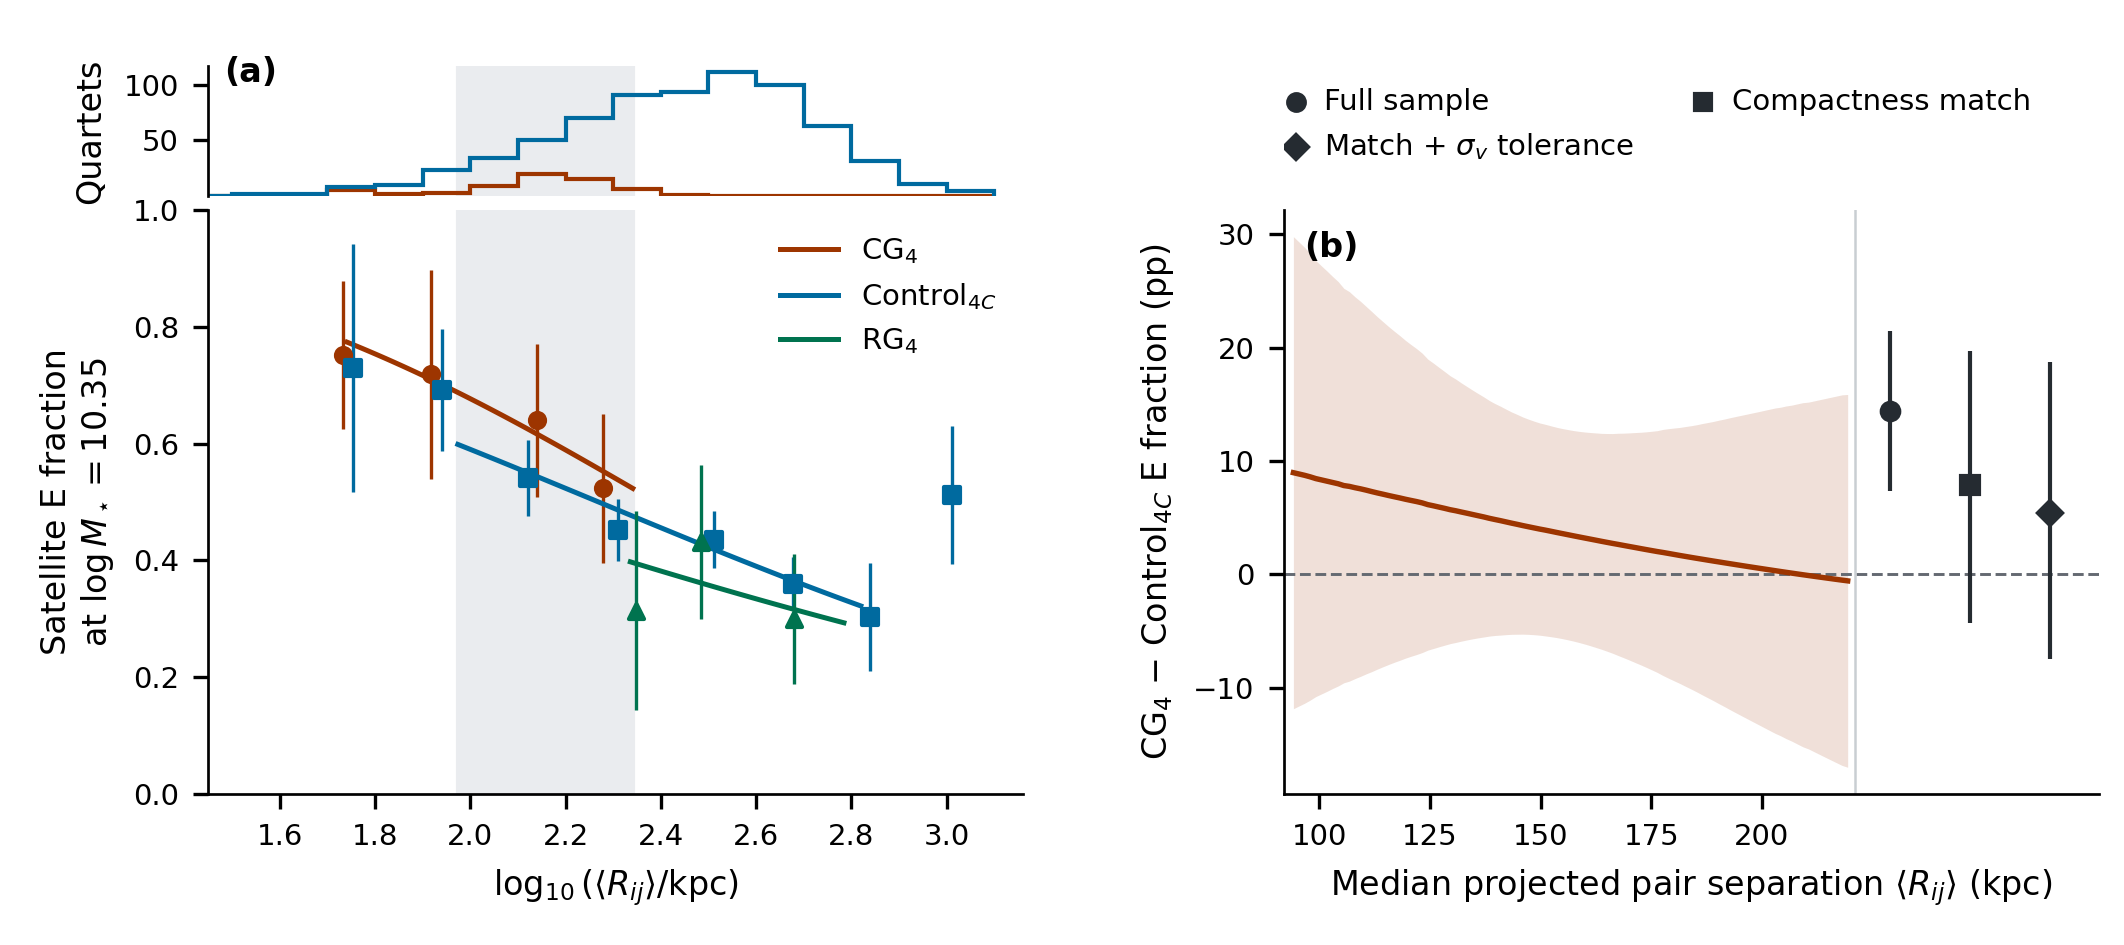 (a)
Quartets
100
50
1.0
0.8
0.6
0.4
0.2
0.0
Satellite E fraction
at log M⋆ = 10.35
CG₄
Control₄C
RG₄
1.6 1.8 2.0 2.2 2.4 2.6 2.8 3.0
log₁₀ (⟨Rᵢⱼ⟩/kpc)
Full sample
Compactness match
Match + σᵥ tolerance
(b)
30
20
10
0
−10
CG₄ − Control₄C E fraction (pp)
100 125 150 175 200
Median projected pair separation ⟨Rᵢⱼ⟩ (kpc)